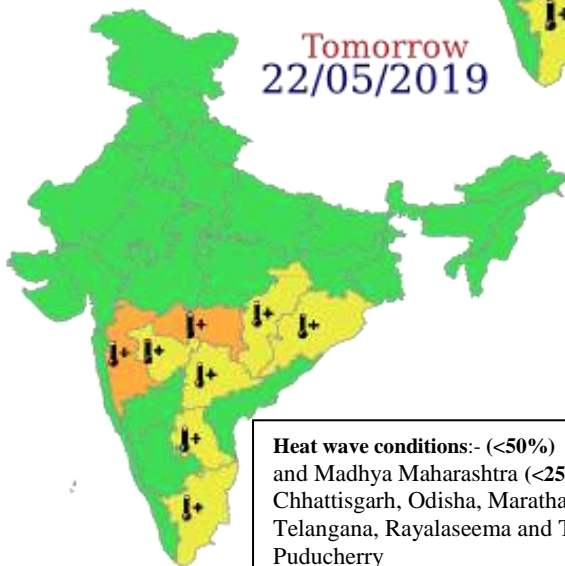 Tomorrow
22/05/2019
Heat wave conditions:- (<50%)
and Madhya Maharashtra (<25
Chhattisgarh, Odisha, Maratha
Telangana, Rayalaseema and T
Puducherry